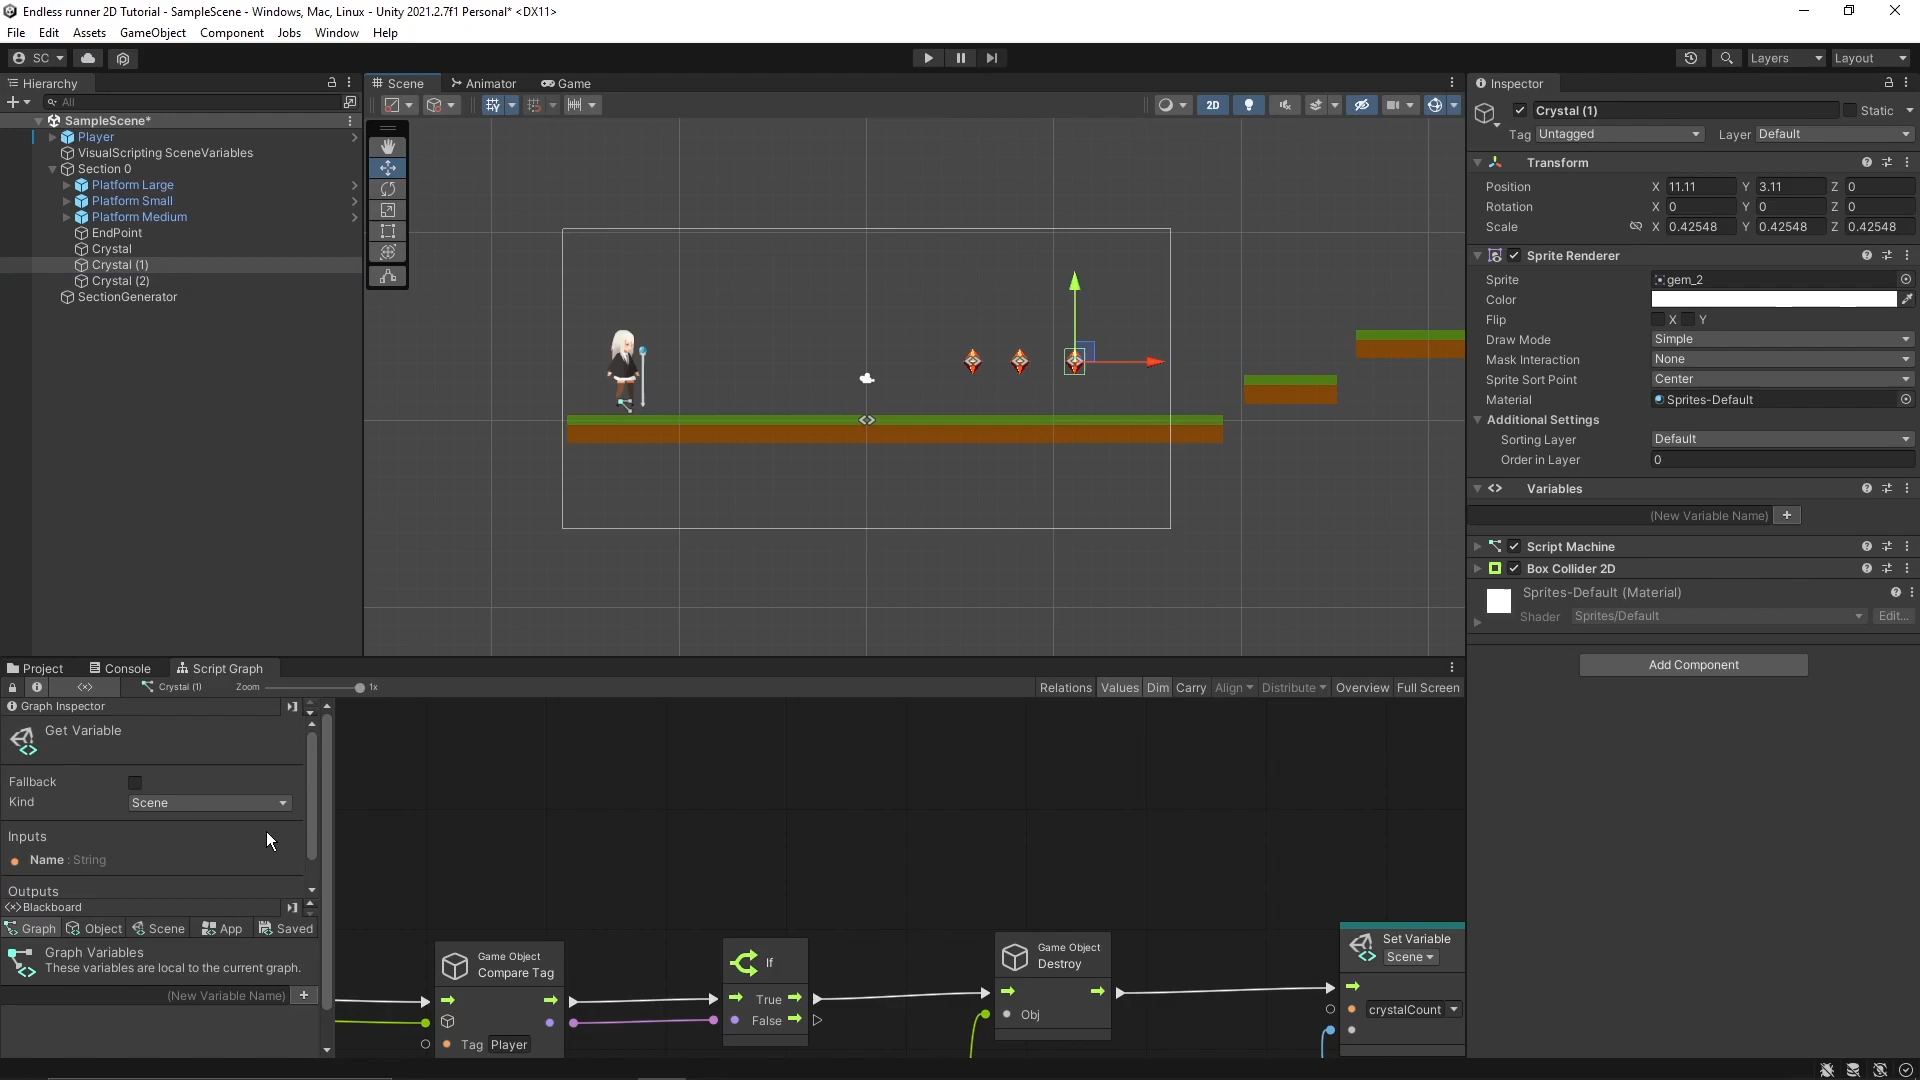 Endless runner 2D Tutorial - SampleScene - Windows, Mac, Linux - Unity 2021.2.7f1 Personal* <DX11>
File Edit Assets GameObject Component Jobs Window Help
SC Layers Layout
Hierarchy
All
SampleScene*
Player
VisualScripting SceneVariables
Section 0
Platform Large
Platform Small
Platform Medium
EndPoint
Crystal
Crystal (1)
Crystal (2)
SectionGenerator
Scene Animator Game
2D
Inspector
Crystal (1) Static
Tag Untagged Layer Default
Transform
Position X 11.11 Y 3.11 Z 0
Rotation X 0 Y 0 Z 0
Scale X 0.42548 Y 0.42548 Z 0.42548
Sprite Renderer
Sprite gem_2
Color
Flip X Y
Draw Mode Simple
Mask Interaction None
Sprite Sort Point Center
Material Sprites-Default
Additional Settings
Sorting Layer Default
Order in Layer 0
Variables
(New Variable Name) +
Script Machine
Box Collider 2D
Sprites-Default (Material)
Shader Sprites/Default Edit...
Add Component
Project Console Script Graph
Crystal (1) Zoom 1x Relations Values Dim Carry Align Distribute Overview Full Screen
Graph Inspector
Get Variable
Fallback
Kind Scene
Inputs
Name : String
Outputs
Blackboard
Graph Object Scene App Saved
Graph Variables
These variables are local to the current graph.
(New Variable Name) +
Game Object
Compare Tag
Tag Player
If
True
False
Game Object
Destroy
Obj
Set Variable
Scene
crystalCount